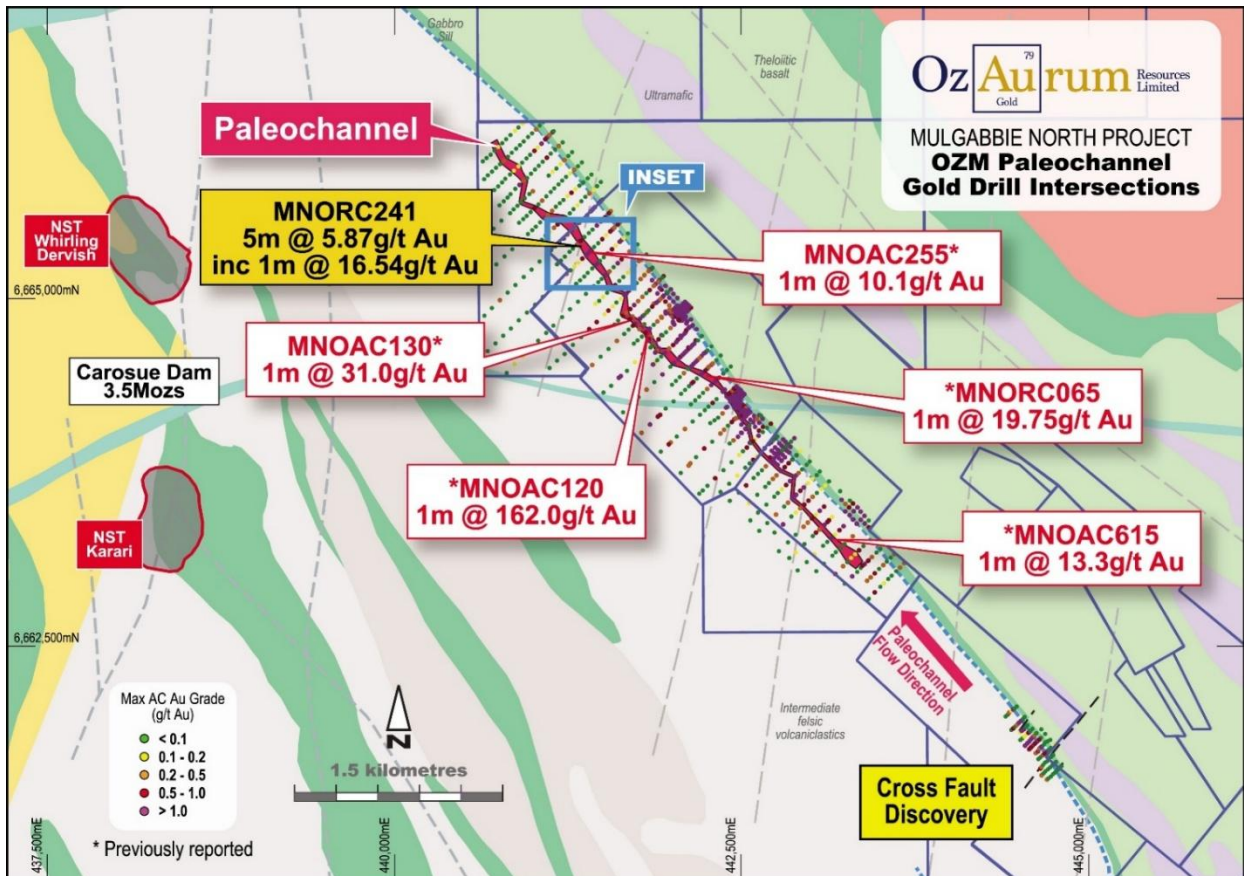 Gabbro
Sill
Theloiitic
basalt
Ultramafic
79
Oz Aurum Resources
Limited
Gold
MULGABBIE NORTH PROJECT
OZM Paleochannel
Gold Drill Intersections
Paleochannel
INSET
NST
Whirling
Dervish
MNORC241
5m @ 5.87g/t Au
inc 1m @ 16.54g/t Au
MNOAC255*
1m @ 10.1g/t Au
6,665,000mN
MNOAC130*
1m @ 31.0g/t Au
Carosue Dam
3.5Mozs
*MNORC065
1m @ 19.75g/t Au
*MNOAC120
1m @ 162.0g/t Au
NST
Karari
*MNOAC615
1m @ 13.3g/t Au
6,662,500mN
Paleochannel
Flow Direction
Max AC Au Grade
(g/t Au)
< 0.1
0.1 - 0.2
0.2 - 0.5
0.5 - 1.0
> 1.0
* Previously reported
N
1.5 kilometres
Intermediate
felsic
volcaniclastics
Cross Fault
Discovery
437,500mE
440,000mE
442,500mE
445,000mE